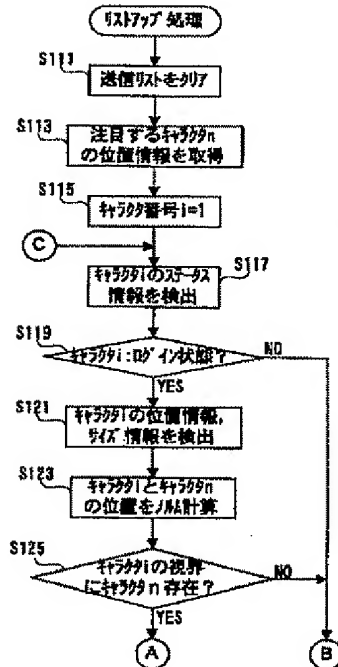 リストアップ処理
S111
送信リストをクリア
S113
注目するキャラクタn
の位置情報を取得
S115
キャラクタ番号i=1
C
S117
キャラクタiのステータス
情報を検出
S119
キャラクタi:ログイン状態?
NO
YES
S121
キャラクタiの位置情報,
サイズ情報を検出
S123
キャラクタiとキャラクタn
の位置をノルム計算
S125
キャラクタiの視界
にキャラクタn存在?
NO
YES
A
B